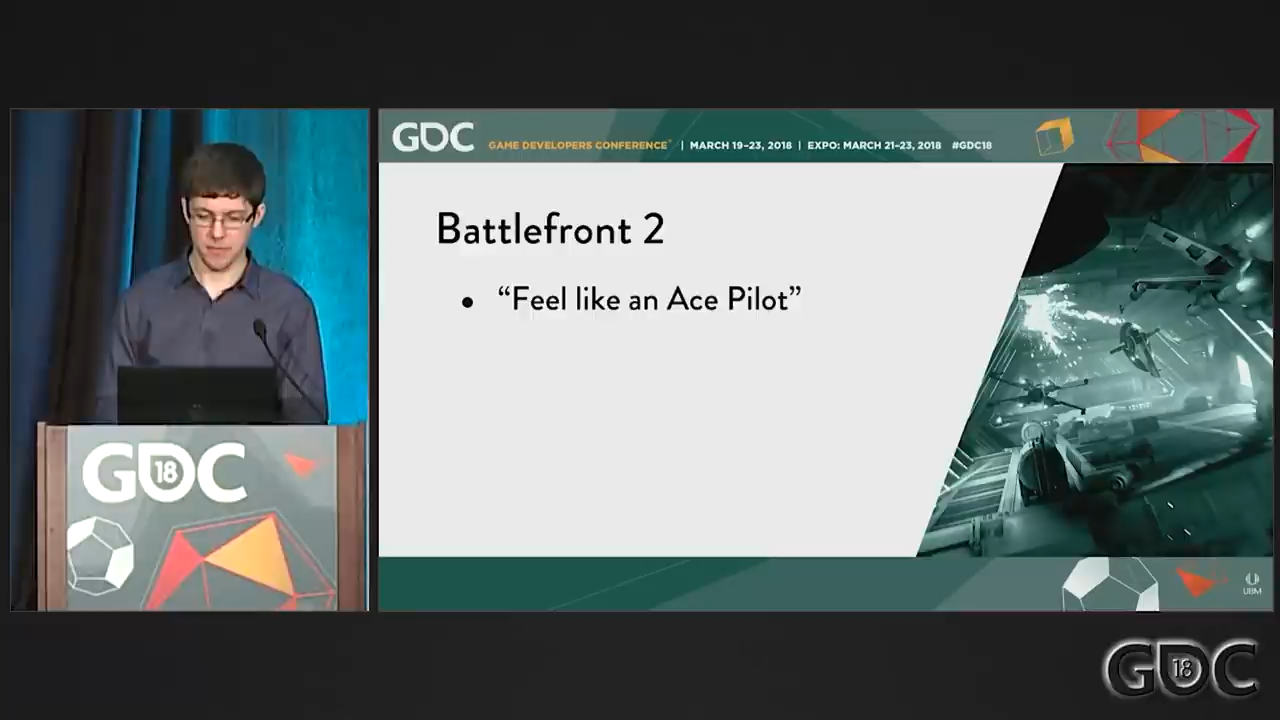 GDC
GAME DEVELOPERS CONFERENCE® | MARCH 19–23, 2018 | EXPO: MARCH 21–23, 2018 #GDC18
Battlefront 2
• “Feel like an Ace Pilot”
GDC
18
UBM
GDC
18